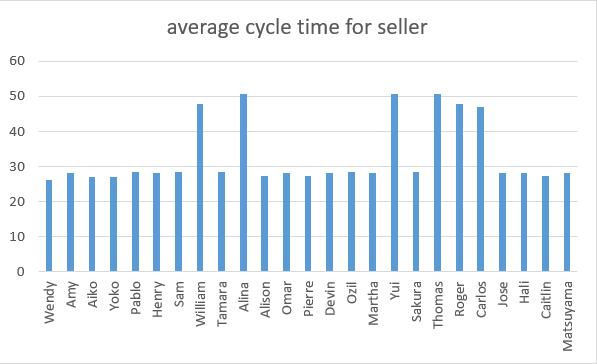 average cycle time for seller
60
50
40
30
20
10
0
Wendy
Amy
Aiko
Yoko
Pablo
Henry
Sam
William
Tamara
Alina
Alison
Omar
Pierre
Devin
Ozil
Martha
Yui
Sakura
Thomas
Roger
Carlos
Jose
Hali
Caitlin
Matsuyama